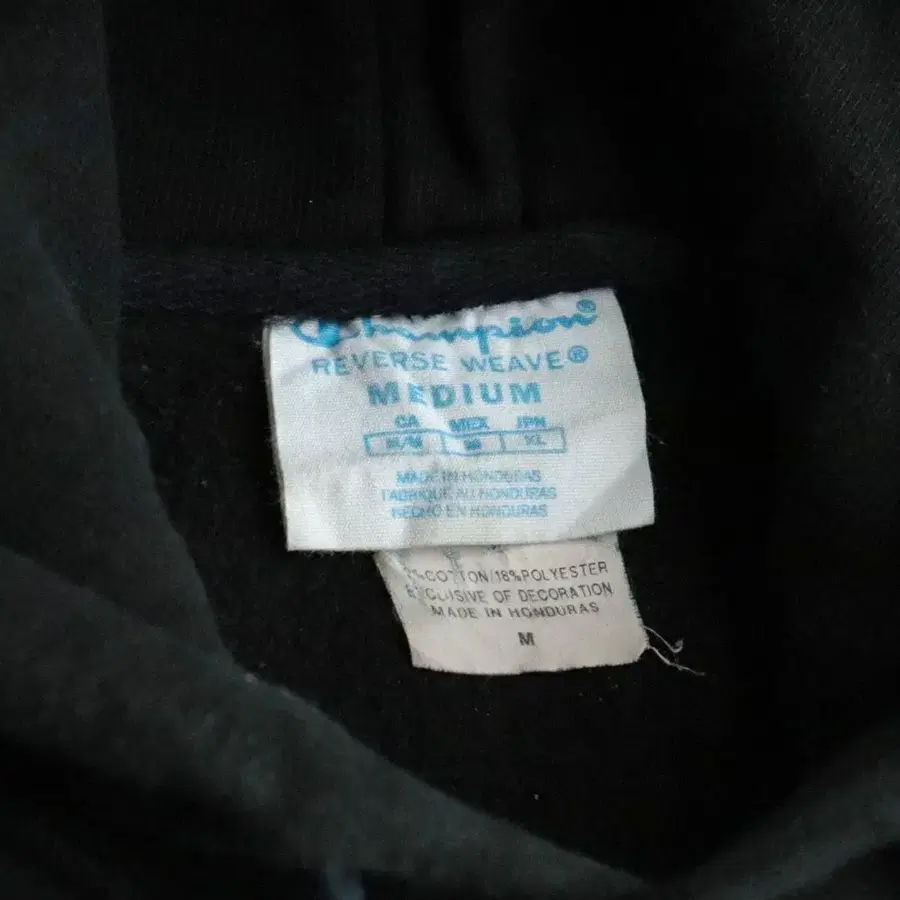 Champion®
REVERSE WEAVE®
MEDIUM
CA MEX JPN
M/M M XL
MADE IN HONDURAS
FABRIQUE AU HONDURAS
HECHO EN HONDURAS
COTTON/18%POLYESTER
EXCLUSIVE OF DECORATION
MADE IN HONDURAS
M